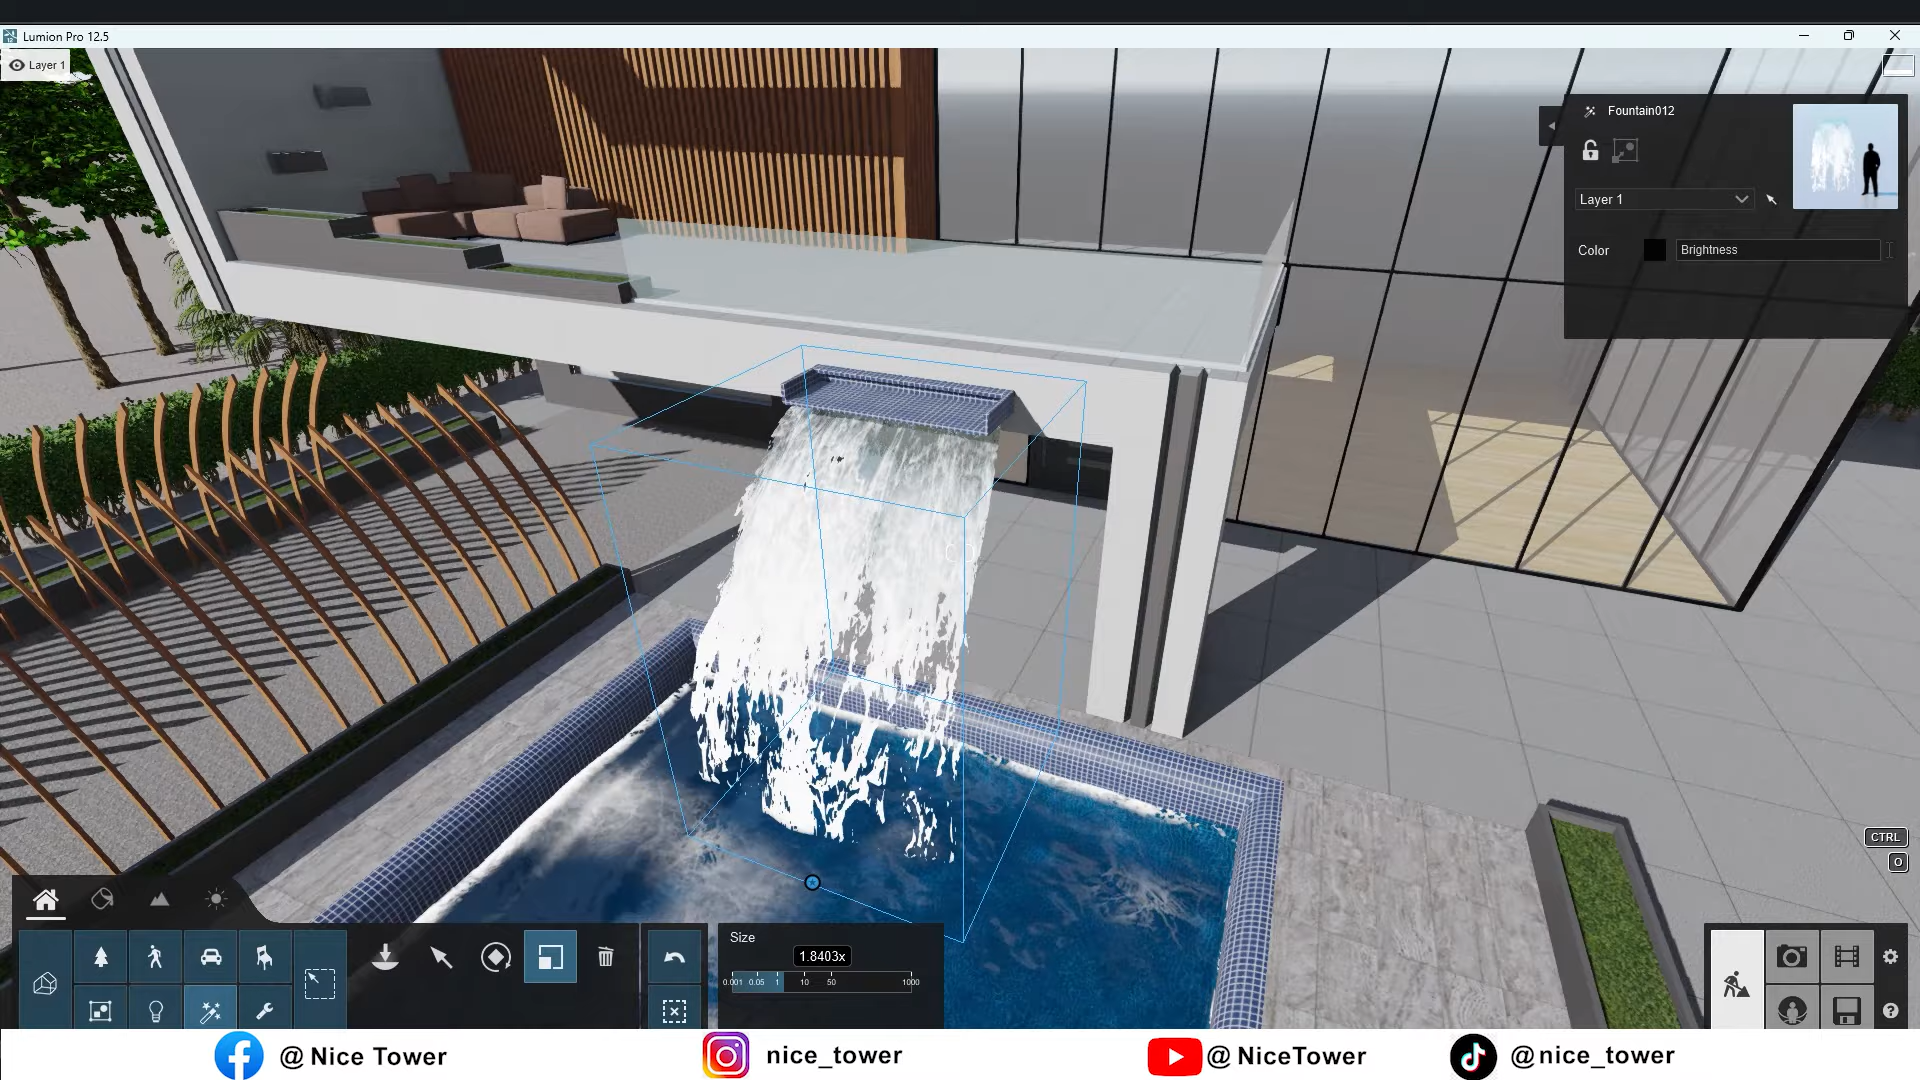 Lumion Pro 12.5
Layer 1
Fountain012
Layer 1
Color
Brightness
CTRL
O
Size
1.8403x
0.001 0.05 1 10 50 1000
@ Nice Tower
nice_tower
@ NiceTower
@nice_tower